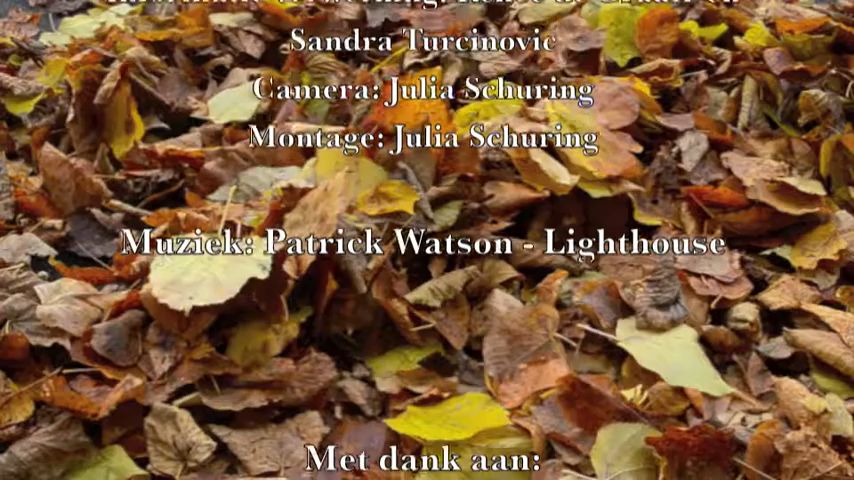 Sandra Turcinovic
Camera: Julia Schuring
Montage: Julia Schuring
Muziek: Patrick Watson - Lighthouse
Met dank aan: